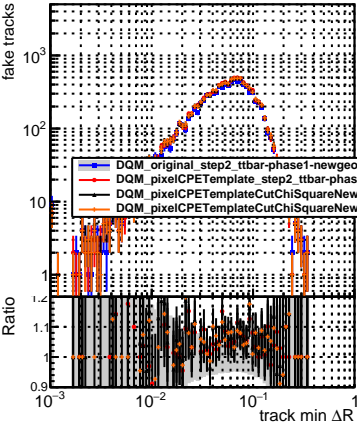 fake tracks
10³
10²
10
1
DQM_original_step2_ttbar-phase1-newgeo
DQM_pixelCPETemplate_step2_ttbar-phas
DQM_pixelCPETemplateCutChiSquareNew
DQM_pixelCPETemplateCutChiSquareNew
Ratio
1.2
1.1
1
0.9
10⁻³ 10⁻² 10⁻¹ 1
track min ΔR